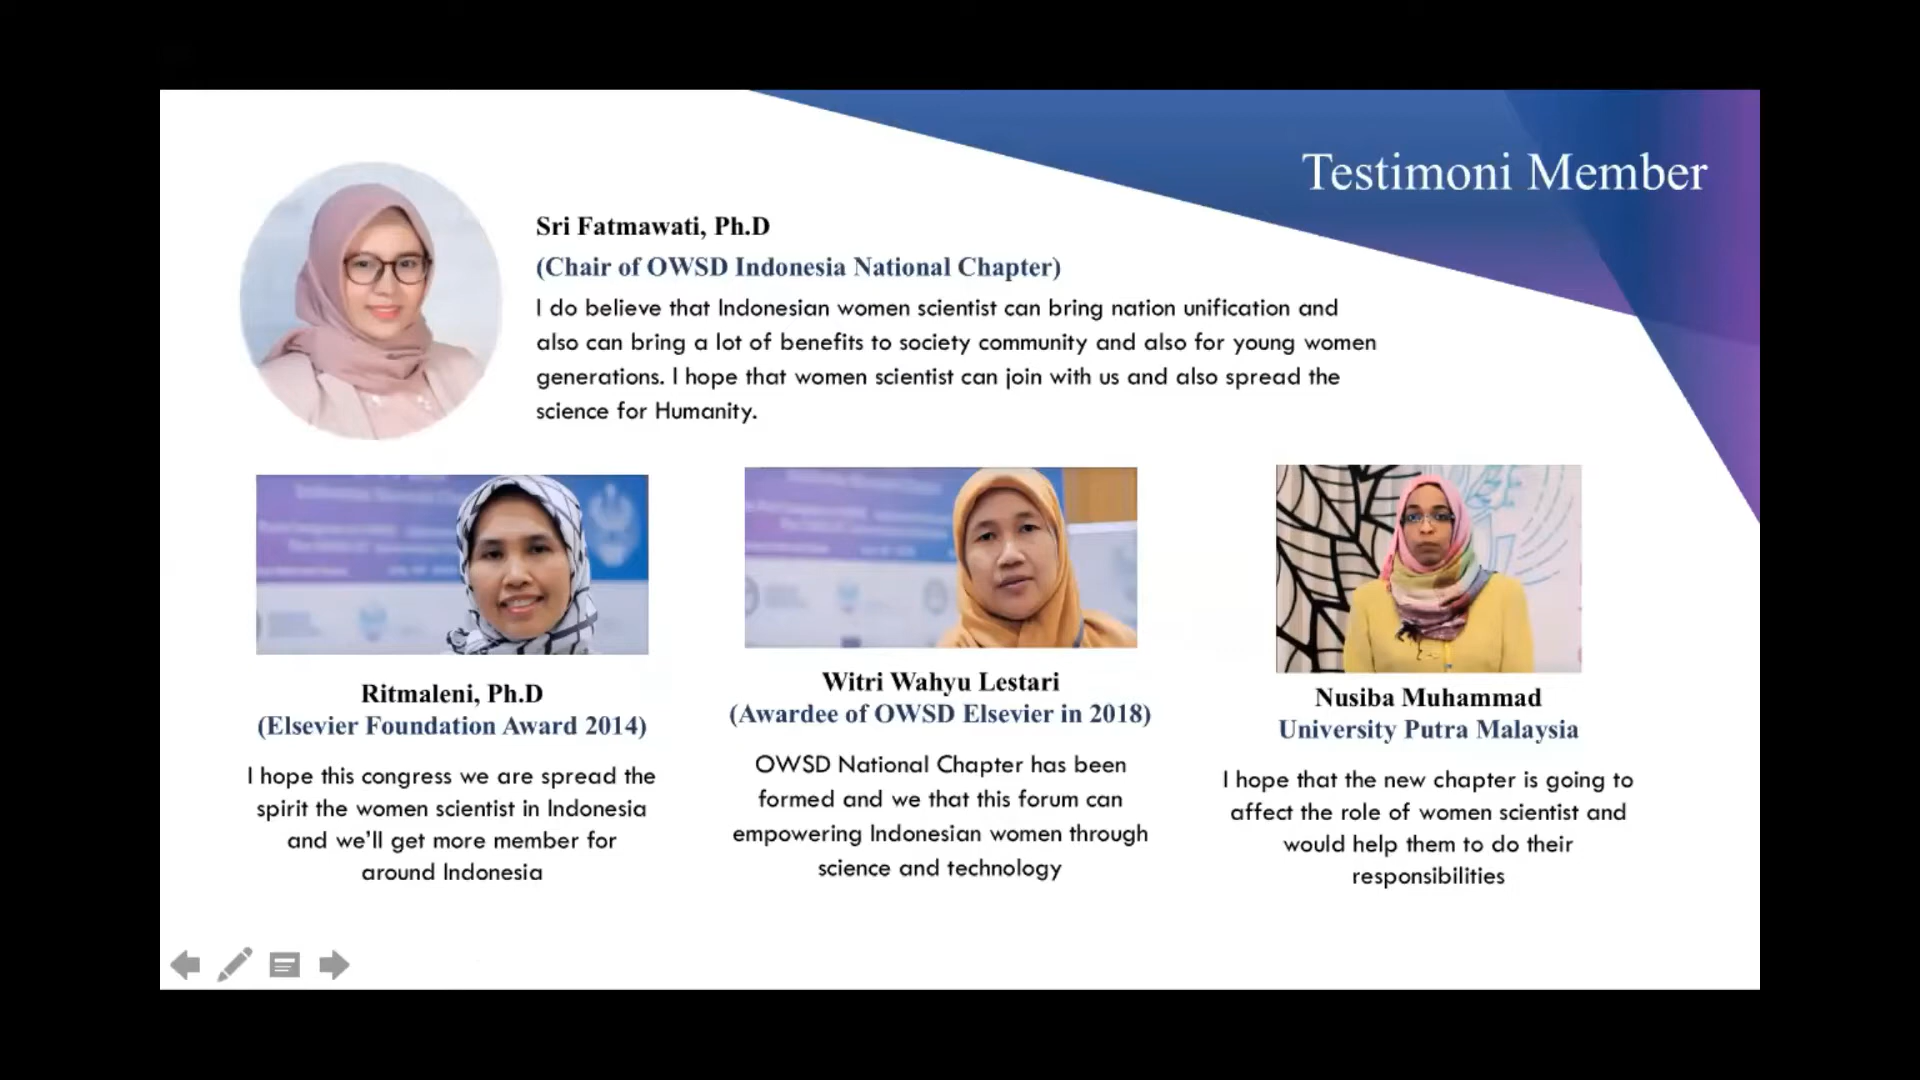 Testimoni Member
Sri Fatmawati, Ph.D
(Chair of OWSD Indonesia National Chapter)
I do believe that Indonesian women scientist can bring nation unification and
also can bring a lot of benefits to society community and also for young women
generations. I hope that women scientist can join with us and also spread the
science for Humanity.
Ritmaleni, Ph.D
(Elsevier Foundation Award 2014)
I hope this congress we are spread the
spirit the women scientist in Indonesia
and we'll get more member for
around Indonesia
Witri Wahyu Lestari
(Awardee of OWSD Elsevier in 2018)
OWSD National Chapter has been
formed and we that this forum can
empowering Indonesian women through
science and technology
Nusiba Muhammad
University Putra Malaysia
I hope that the new chapter is going to
affect the role of women scientist and
would help them to do their
responsibilities